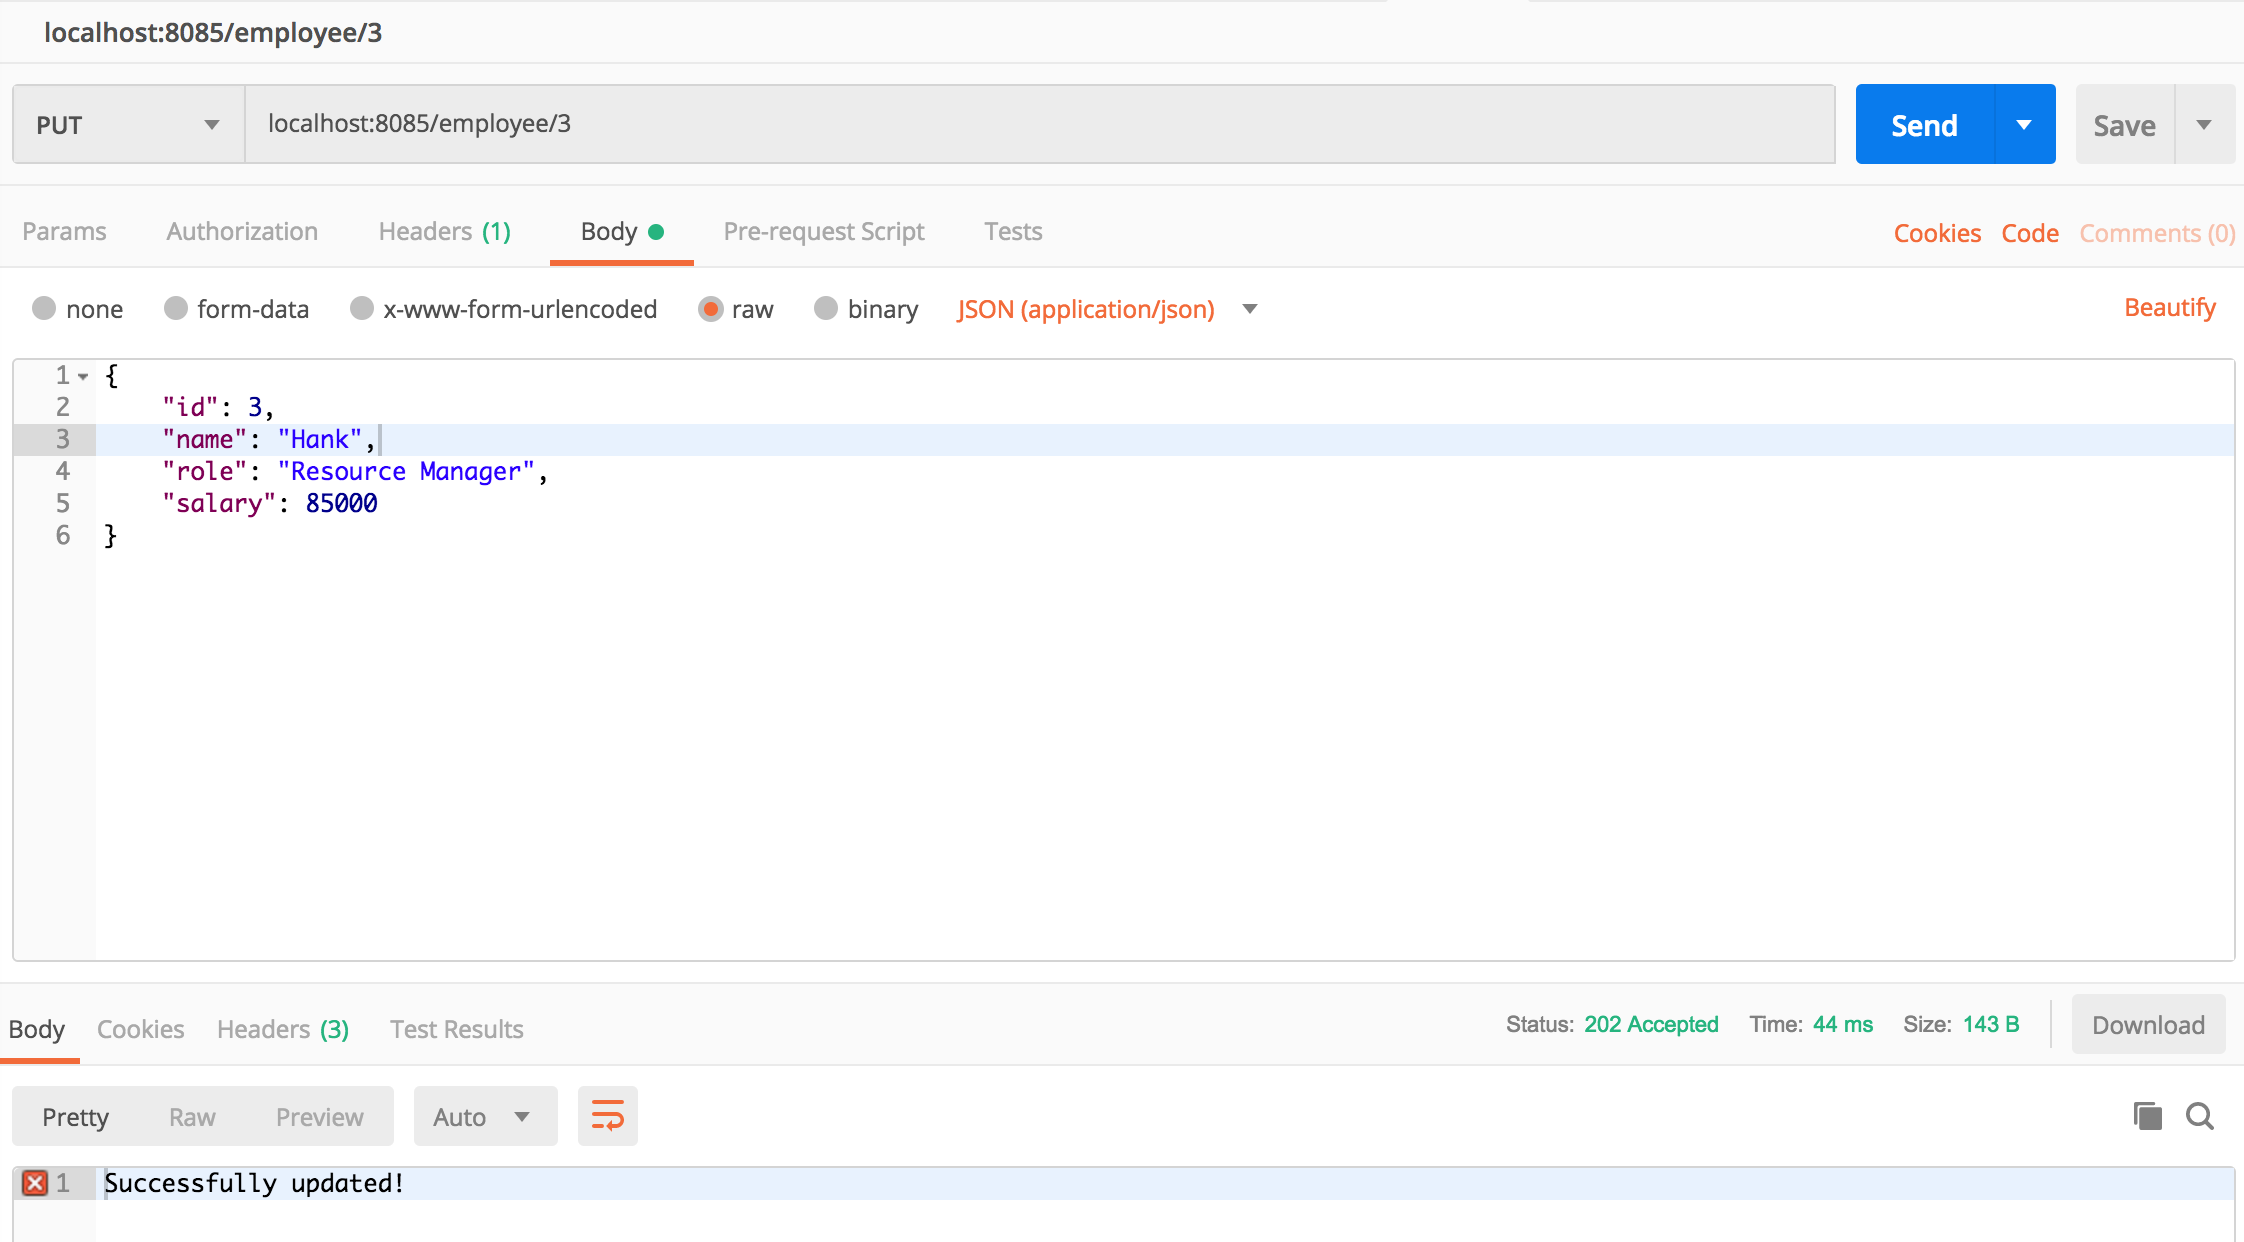 localhost:8085/employee/3
PUT localhost:8085/employee/3 Send Save
Params Authorization Headers (1) Body Pre-request Script Tests Cookies Code Comments (0)
none form-data x-www-form-urlencoded raw binary JSON (application/json) Beautify
1 {
2 "id": 3,
3 "name": "Hank",
4 "role": "Resource Manager",
5 "salary": 85000
6 }
Body Cookies Headers (3) Test Results Status: 202 Accepted Time: 44 ms Size: 143 B Download
Pretty Raw Preview Auto
1 Successfully updated!